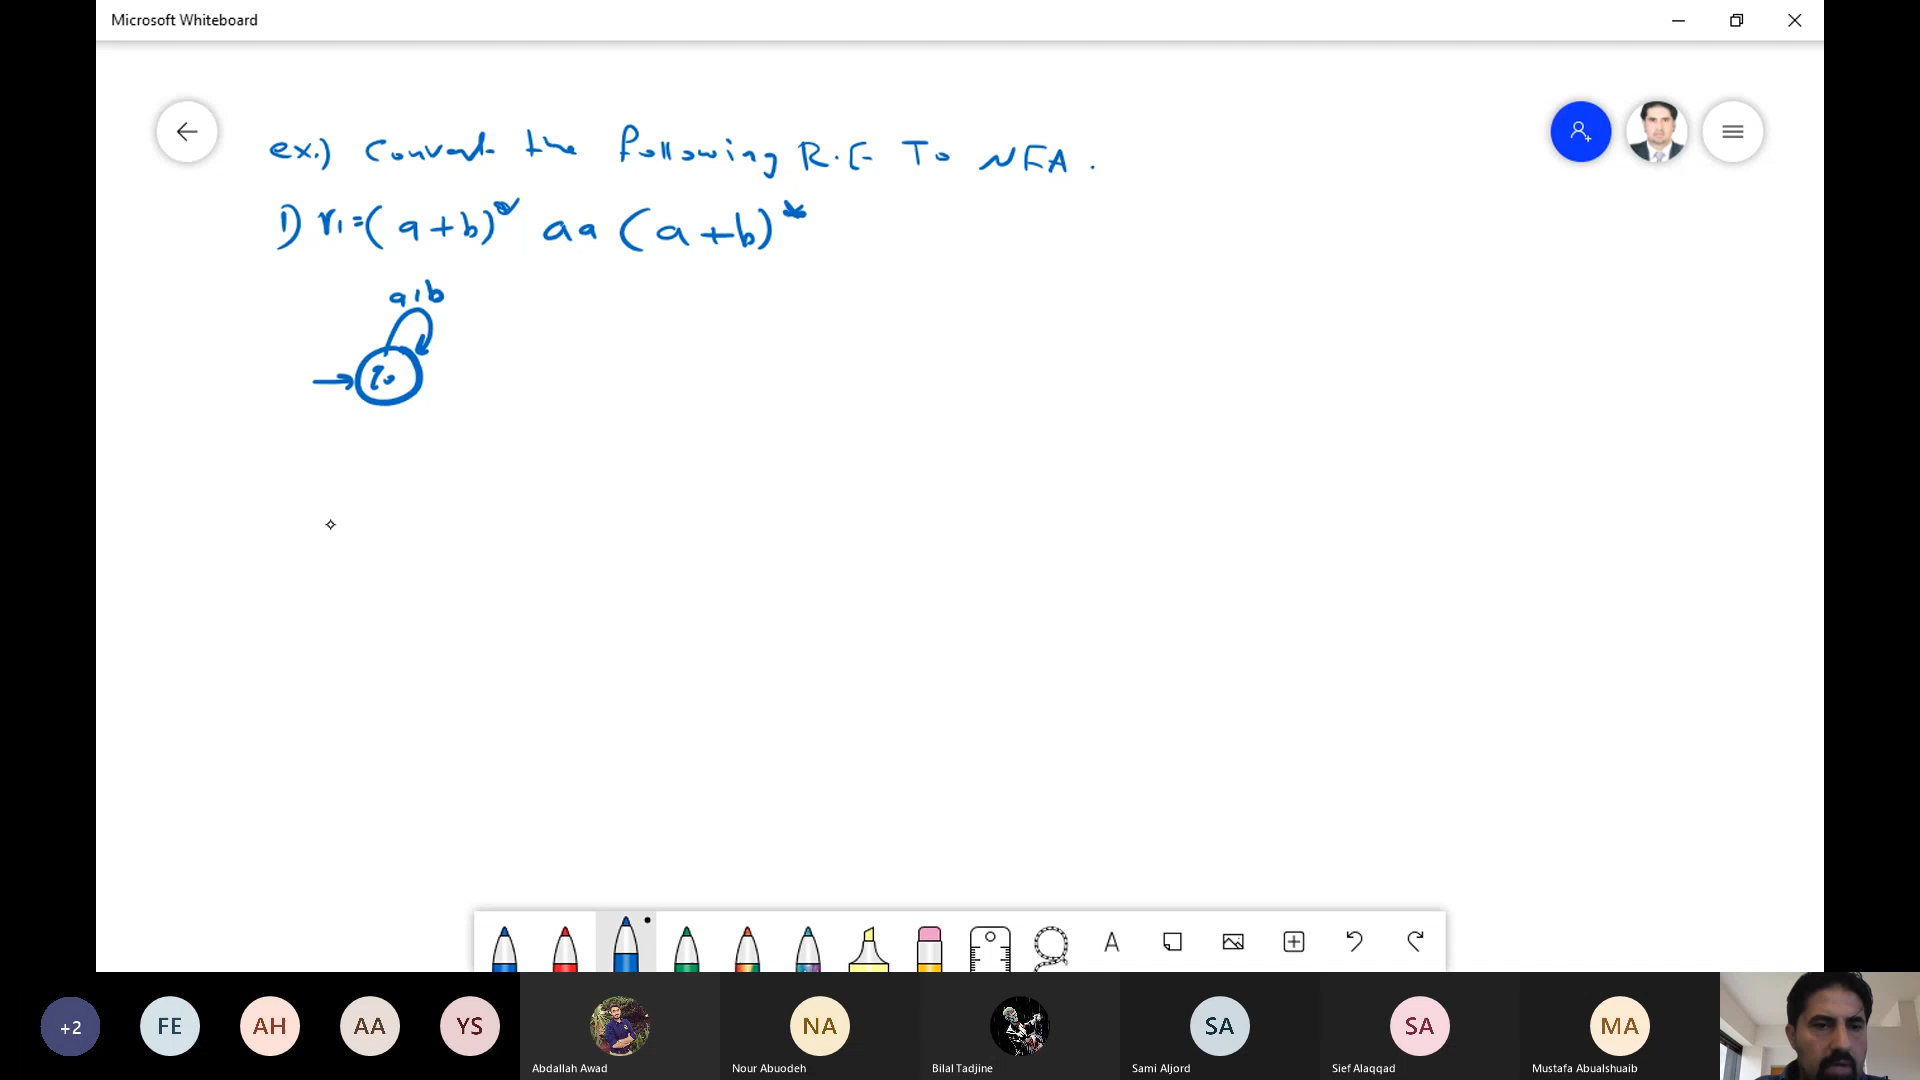 Microsoft Whiteboard
ex.) Convert the following R.E To NFA.
1) r1=(a+b)* aa (a+b)*
a,b
q0
A
+2
FE
AH
AA
YS
NA
SA
SA
MA
Abdallah Awad
Nour Abuodeh
Bilal Tadjine
Sami Aljord
Sief Alaqqad
Mustafa Abualshuaib